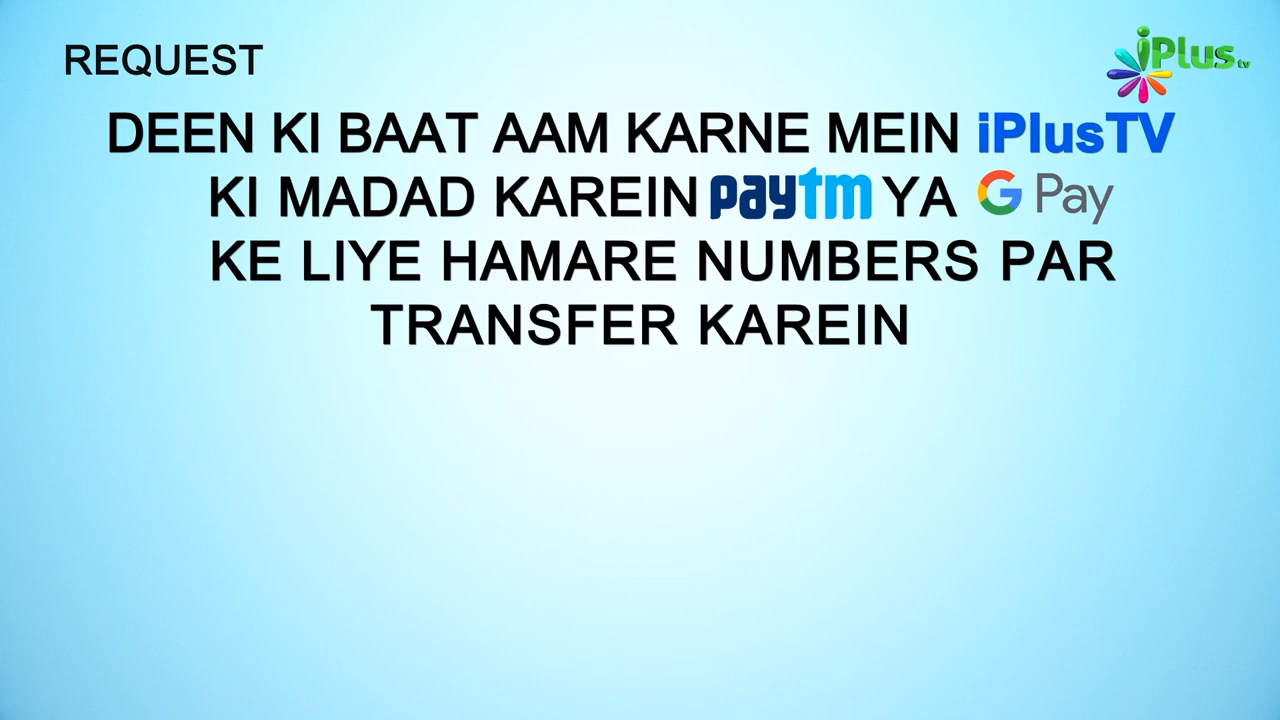 REQUEST
iPlus tv
DEEN KI BAAT AAM KARNE MEIN iPlusTV
KI MADAD KAREIN paytm YA G Pay
KE LIYE HAMARE NUMBERS PAR
TRANSFER KAREIN